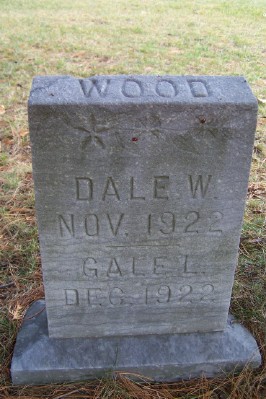 WOOD
DALE W.
NOV. 1922
GALE L.
DEC. 1922